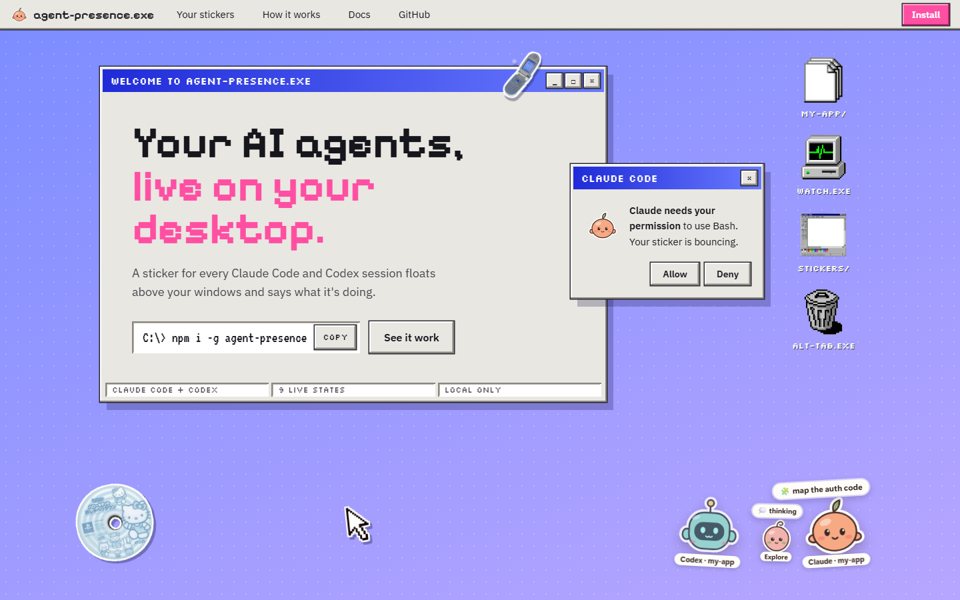 agent-presence.exe
Your stickers
How it works
Docs
GitHub
Install
WELCOME TO AGENT-PRESENCE.EXE
Your AI agents,
live on your
desktop.
A sticker for every Claude Code and Codex session floats
above your windows and says what it's doing.
C:\> npm i -g agent-presence
COPY
See it work
CLAUDE CODE + CODEX
9 LIVE STATES
LOCAL ONLY
CLAUDE CODE
Claude needs your
permission to use Bash.
Your sticker is bouncing.
Allow
Deny
MY-APP/
WATCH.EXE
STICKERS/
ALT-TAB.EXE
map the auth code
thinking
Explore
Codex · my-app
Claude · my-app